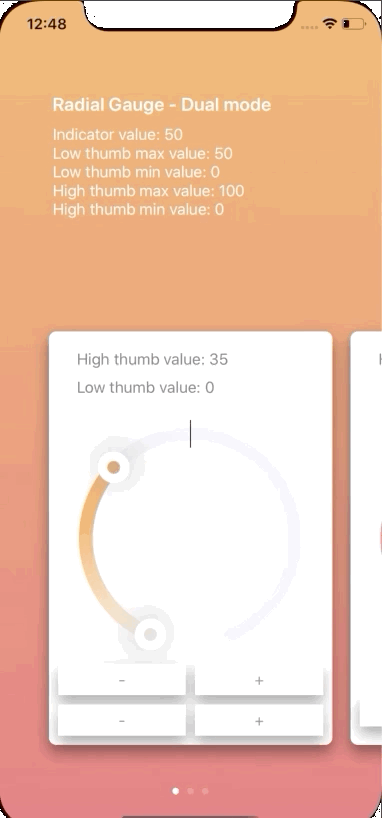 12:48
Radial Gauge - Dual mode
Indicator value: 50
Low thumb max value: 50
Low thumb min value: 0
High thumb max value: 100
High thumb min value: 0
High thumb value: 35
Low thumb value: 0
- +
- +